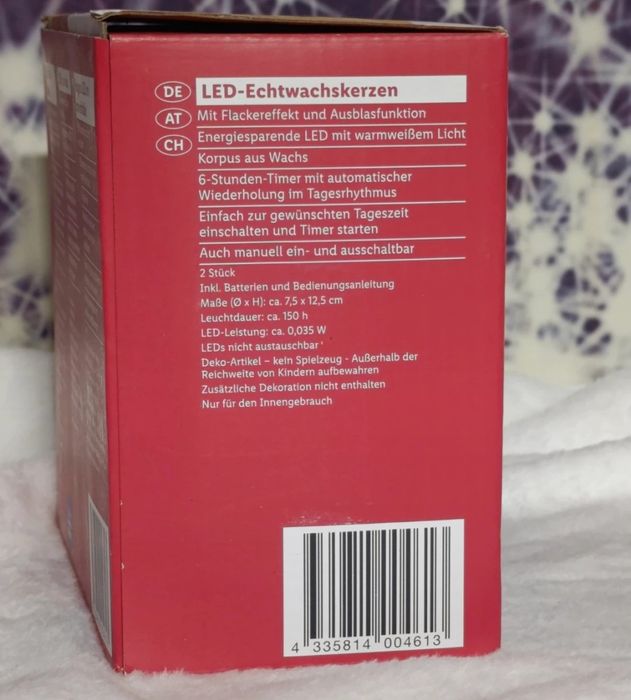 DE
AT
CH
LED-Echtwachskerzen
Mit Flackereffekt und Ausblasfunktion
Energiesparende LED mit warmweißem Licht
Korpus aus Wachs
6-Stunden-Timer mit automatischer
Wiederholung im Tagesrhythmus
Einfach zur gewünschten Tageszeit
einschalten und Timer starten
Auch manuell ein- und ausschaltbar
2 Stück
Inkl. Batterien und Bedienungsanleitung
Maße (Ø x H): ca. 7,5 x 12,5 cm
Leuchtdauer: ca. 150 h
LED-Leistung: ca. 0,035 W
LEDs nicht austauschbar
Deko-Artikel – kein Spielzeug - Außerhalb der
Reichweite von Kindern aufbewahren
Zusätzliche Dekoration nicht enthalten
Nur für den Innengebrauch
4 335814 004613